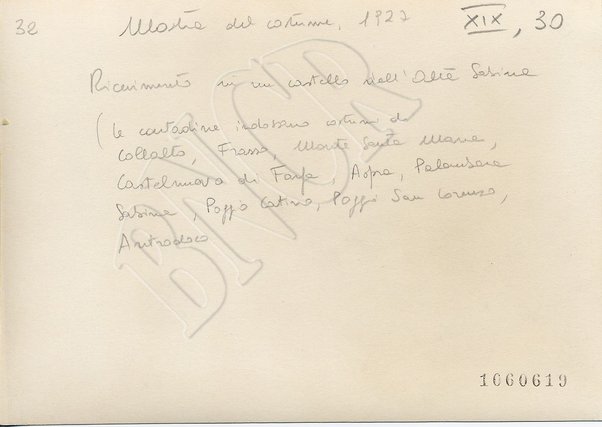 32 Mostra del costume, 1927 XIX, 30
Ricevimento in un castello dell'Alta Sabina
(le contadine indossano costumi di
Collalto, Frasso, Monte Santa Maria,
Castelnuovo di Farfa, Aspra, Palombara
Sabina, Poggio Catino, Poggio San Lorenzo,
Antrodoco
BNCR
1060619